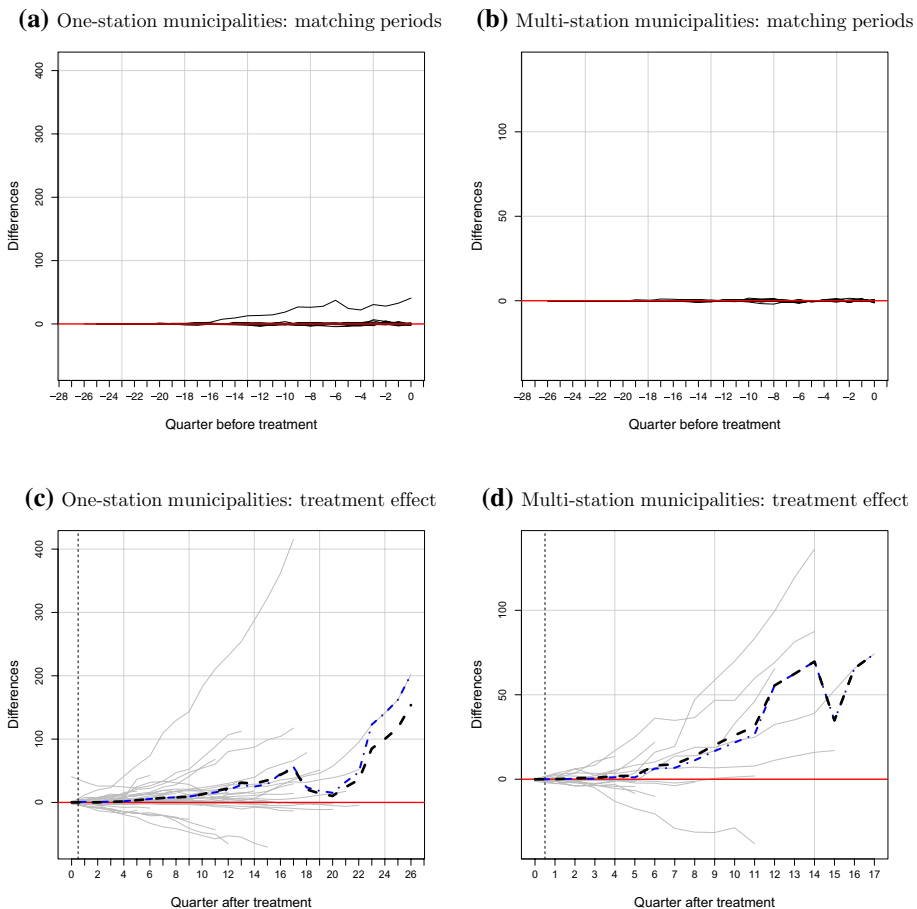 (a) One-station municipalities: matching periods
400
300
200
100
0
Differences
−28 −26 −24 −22 −20 −18 −16 −14 −12 −10 −8 −6 −4 −2 0
Quarter before treatment
(b) Multi-station municipalities: matching periods
100
50
0
Differences
−28 −26 −24 −22 −20 −18 −16 −14 −12 −10 −8 −6 −4 −2 0
Quarter before treatment
(c) One-station municipalities: treatment effect
400
300
200
100
0
Differences
0 2 4 6 8 10 12 14 16 18 20 22 24 26
Quarter after treatment
(d) Multi-station municipalities: treatment effect
100
50
0
Differences
0 1 2 3 4 5 6 7 8 9 10 11 12 13 14 15 16 17
Quarter after treatment